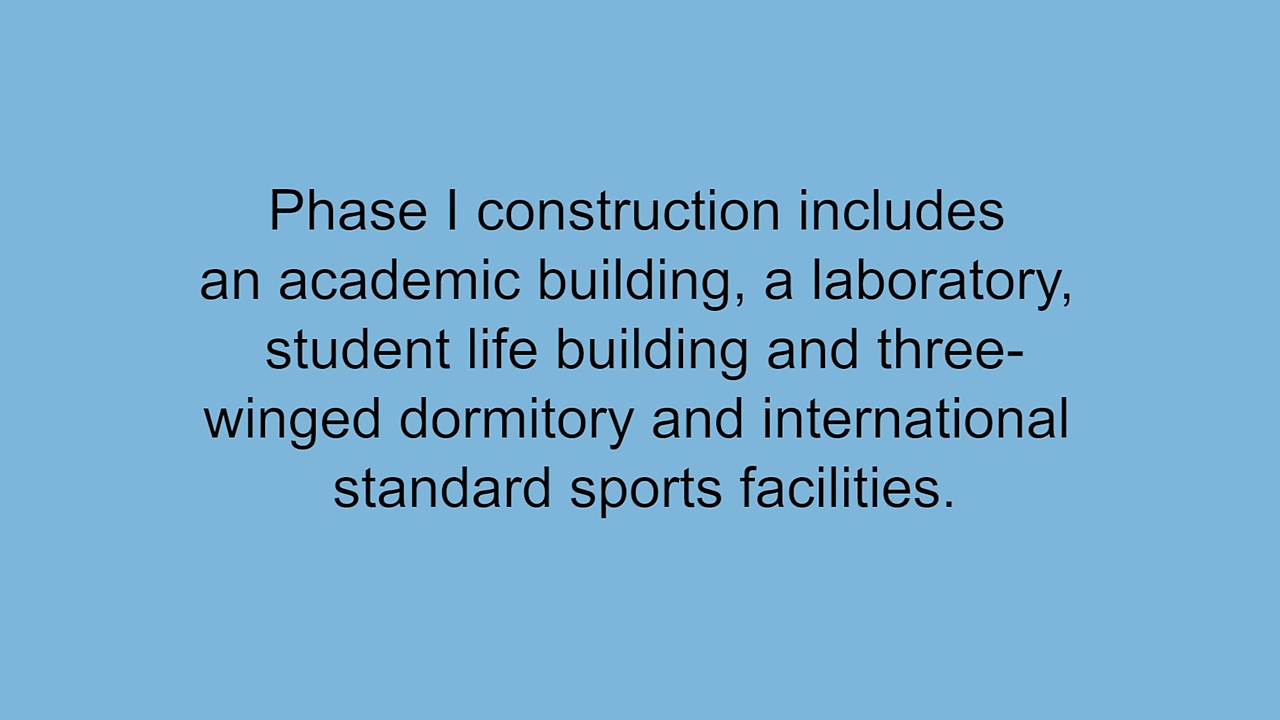 Phase I construction includes
an academic building, a laboratory,
student life building and three-
winged dormitory and international
standard sports facilities.